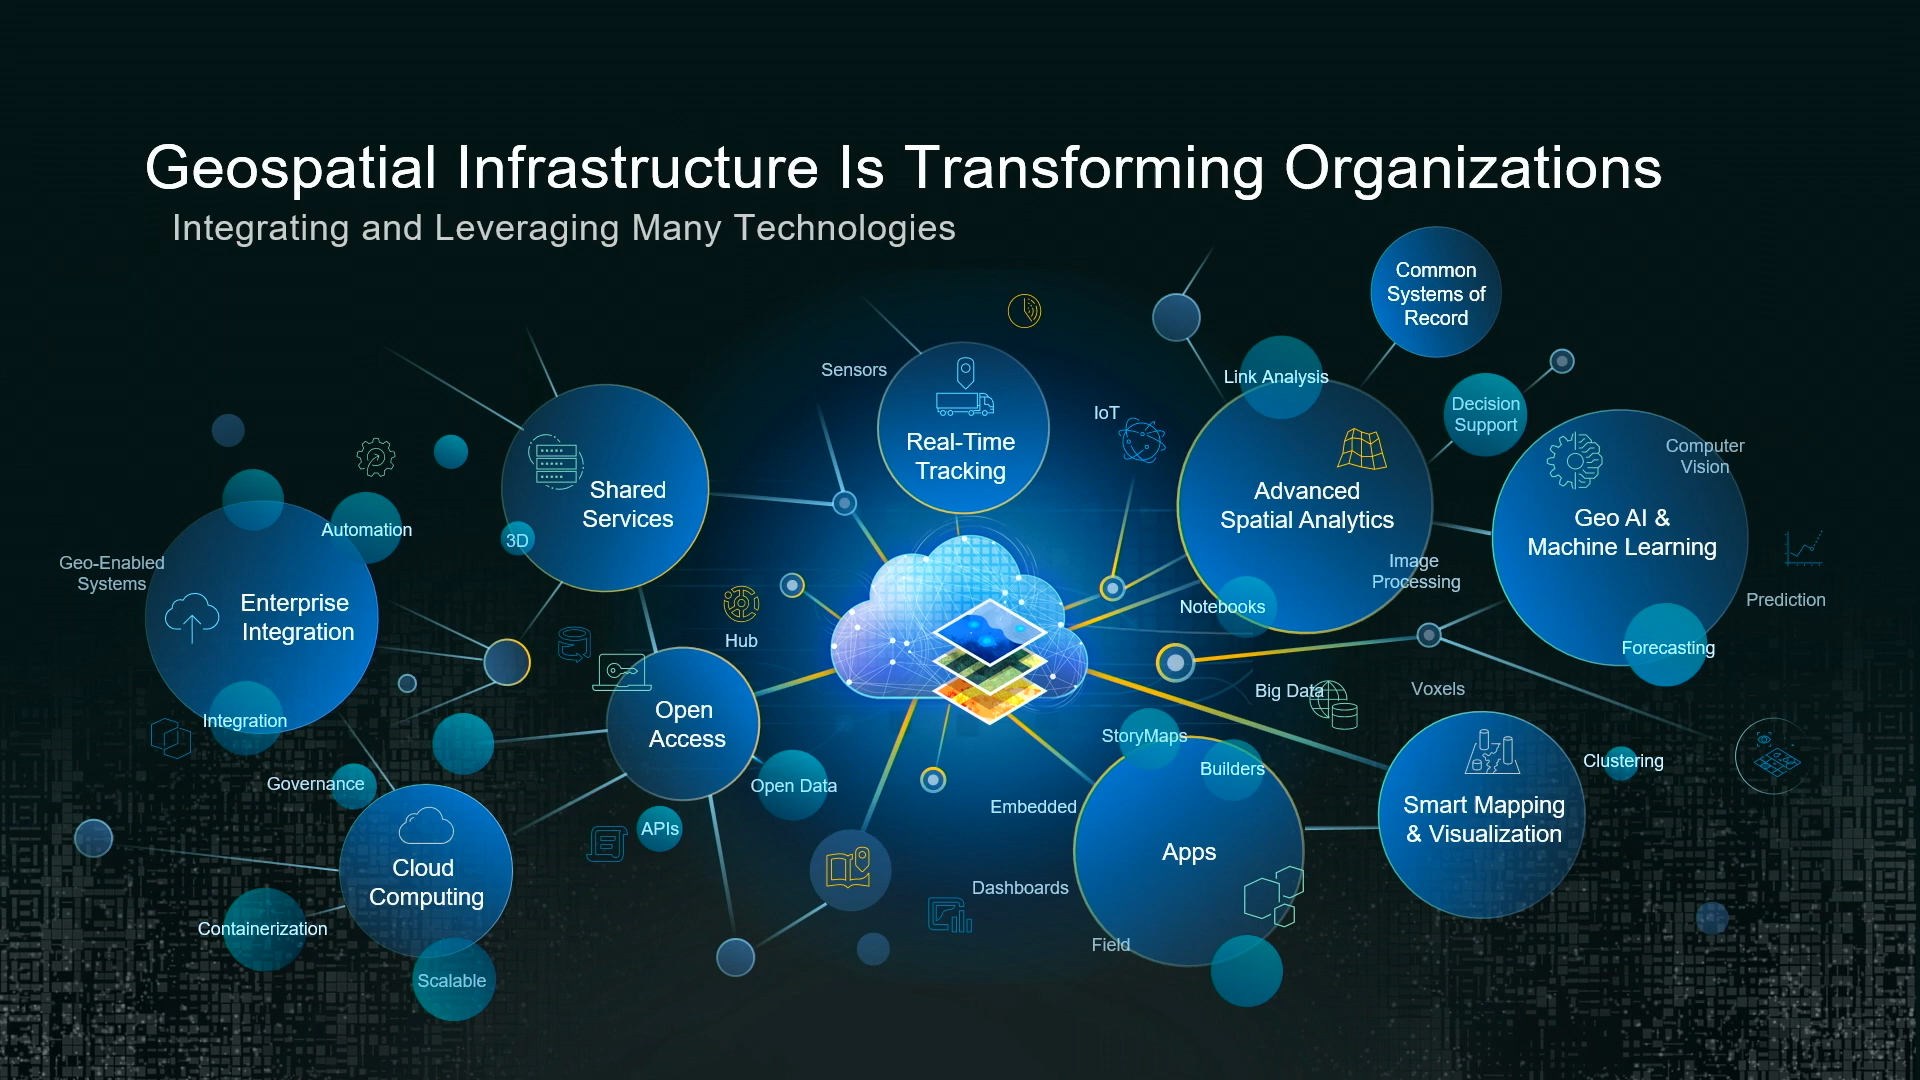 Geospatial Infrastructure Is Transforming Organizations
Integrating and Leveraging Many Technologies
Common
Systems of
Record
Sensors
Real-Time
Tracking
IoT
Link Analysis
Decision
Support
Advanced
Spatial Analytics
Computer
Vision
Geo AI &
Machine Learning
Image
Processing
Notebooks
Prediction
Forecasting
Shared
Services
3D
Automation
Geo-Enabled
Systems
Enterprise
Integration
Integration
Hub
Open
Access
Open Data
APIs
Governance
Cloud
Computing
Containerization
Scalable
Big Data
Voxels
StoryMaps
Builders
Embedded
Apps
Dashboards
Field
Smart Mapping
& Visualization
Clustering